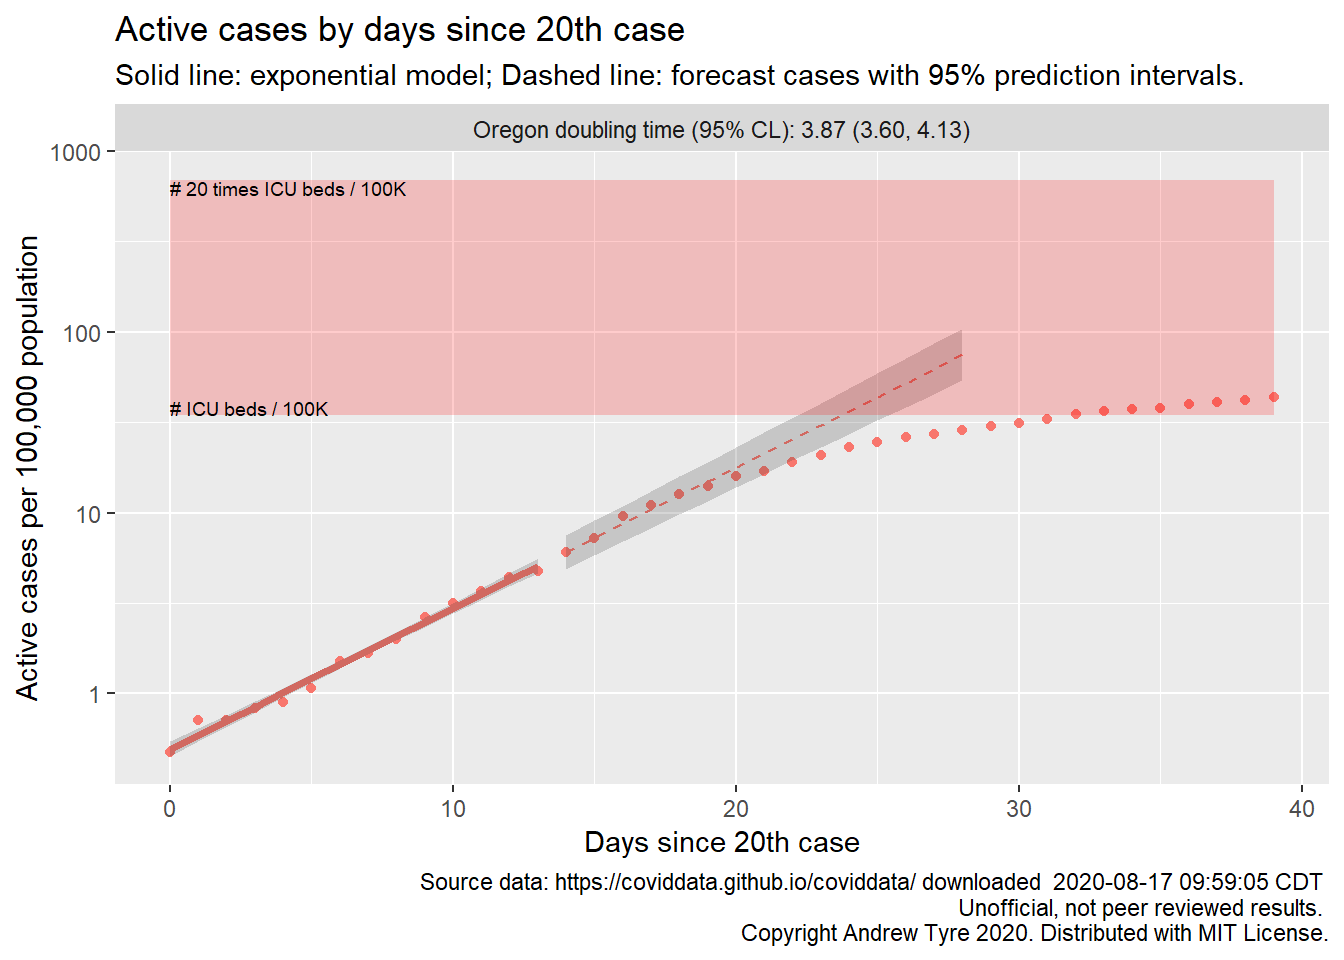 Active cases by days since 20th case
Solid line: exponential model; Dashed line: forecast cases with 95% prediction intervals.
Oregon doubling time (95% CL): 3.87 (3.60, 4.13)
1000
# 20 times ICU beds / 100K
100
# ICU beds / 100K
10
1
Active cases per 100,000 population
0 10 20 30 40
Days since 20th case
Source data: https://coviddata.github.io/coviddata/ downloaded  2020-08-17 09:59:05 CDT
Unofficial, not peer reviewed results.
Copyright Andrew Tyre 2020. Distributed with MIT License.